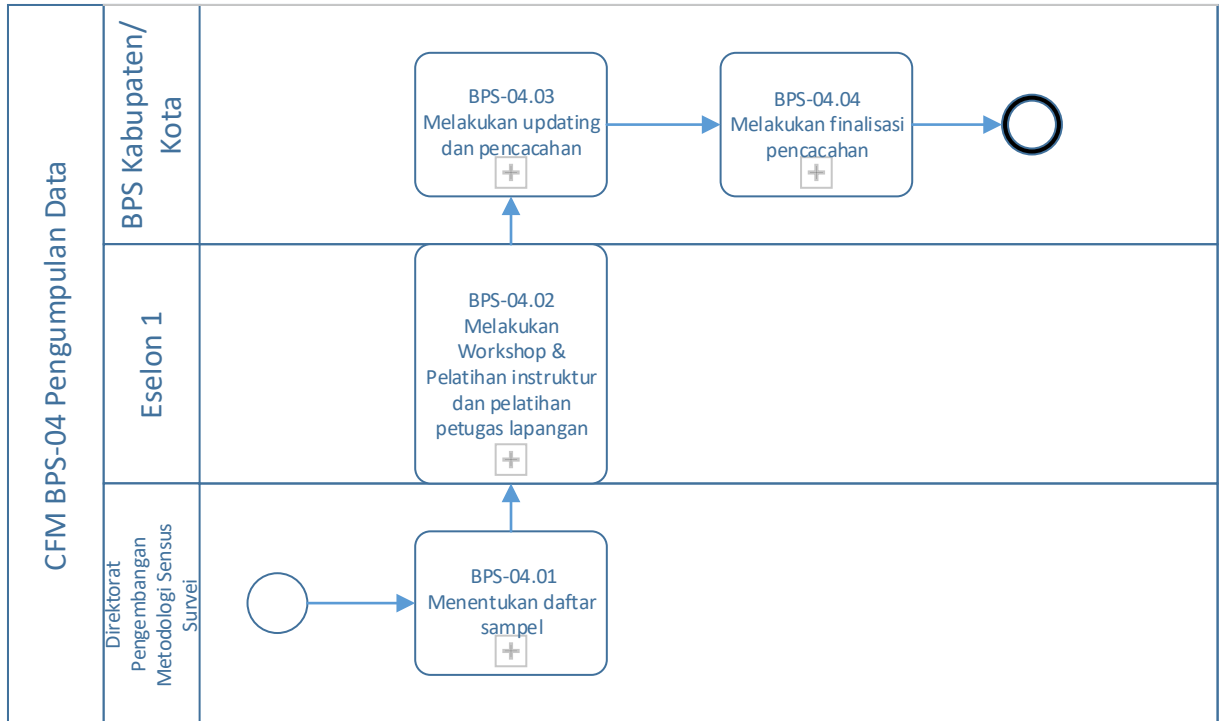 CFM BPS-04 Pengumpulan Data
BPS Kabupaten/
Kota
BPS-04.03
Melakukan updating
dan pencacahan
BPS-04.04
Melakukan finalisasi
pencacahan
Eselon 1
BPS-04.02
Melakukan
Workshop &
Pelatihan instruktur
dan pelatihan
petugas lapangan
Direktorat
Pengembangan
Metodologi Sensus
Survei
BPS-04.01
Menentukan daftar
sampel